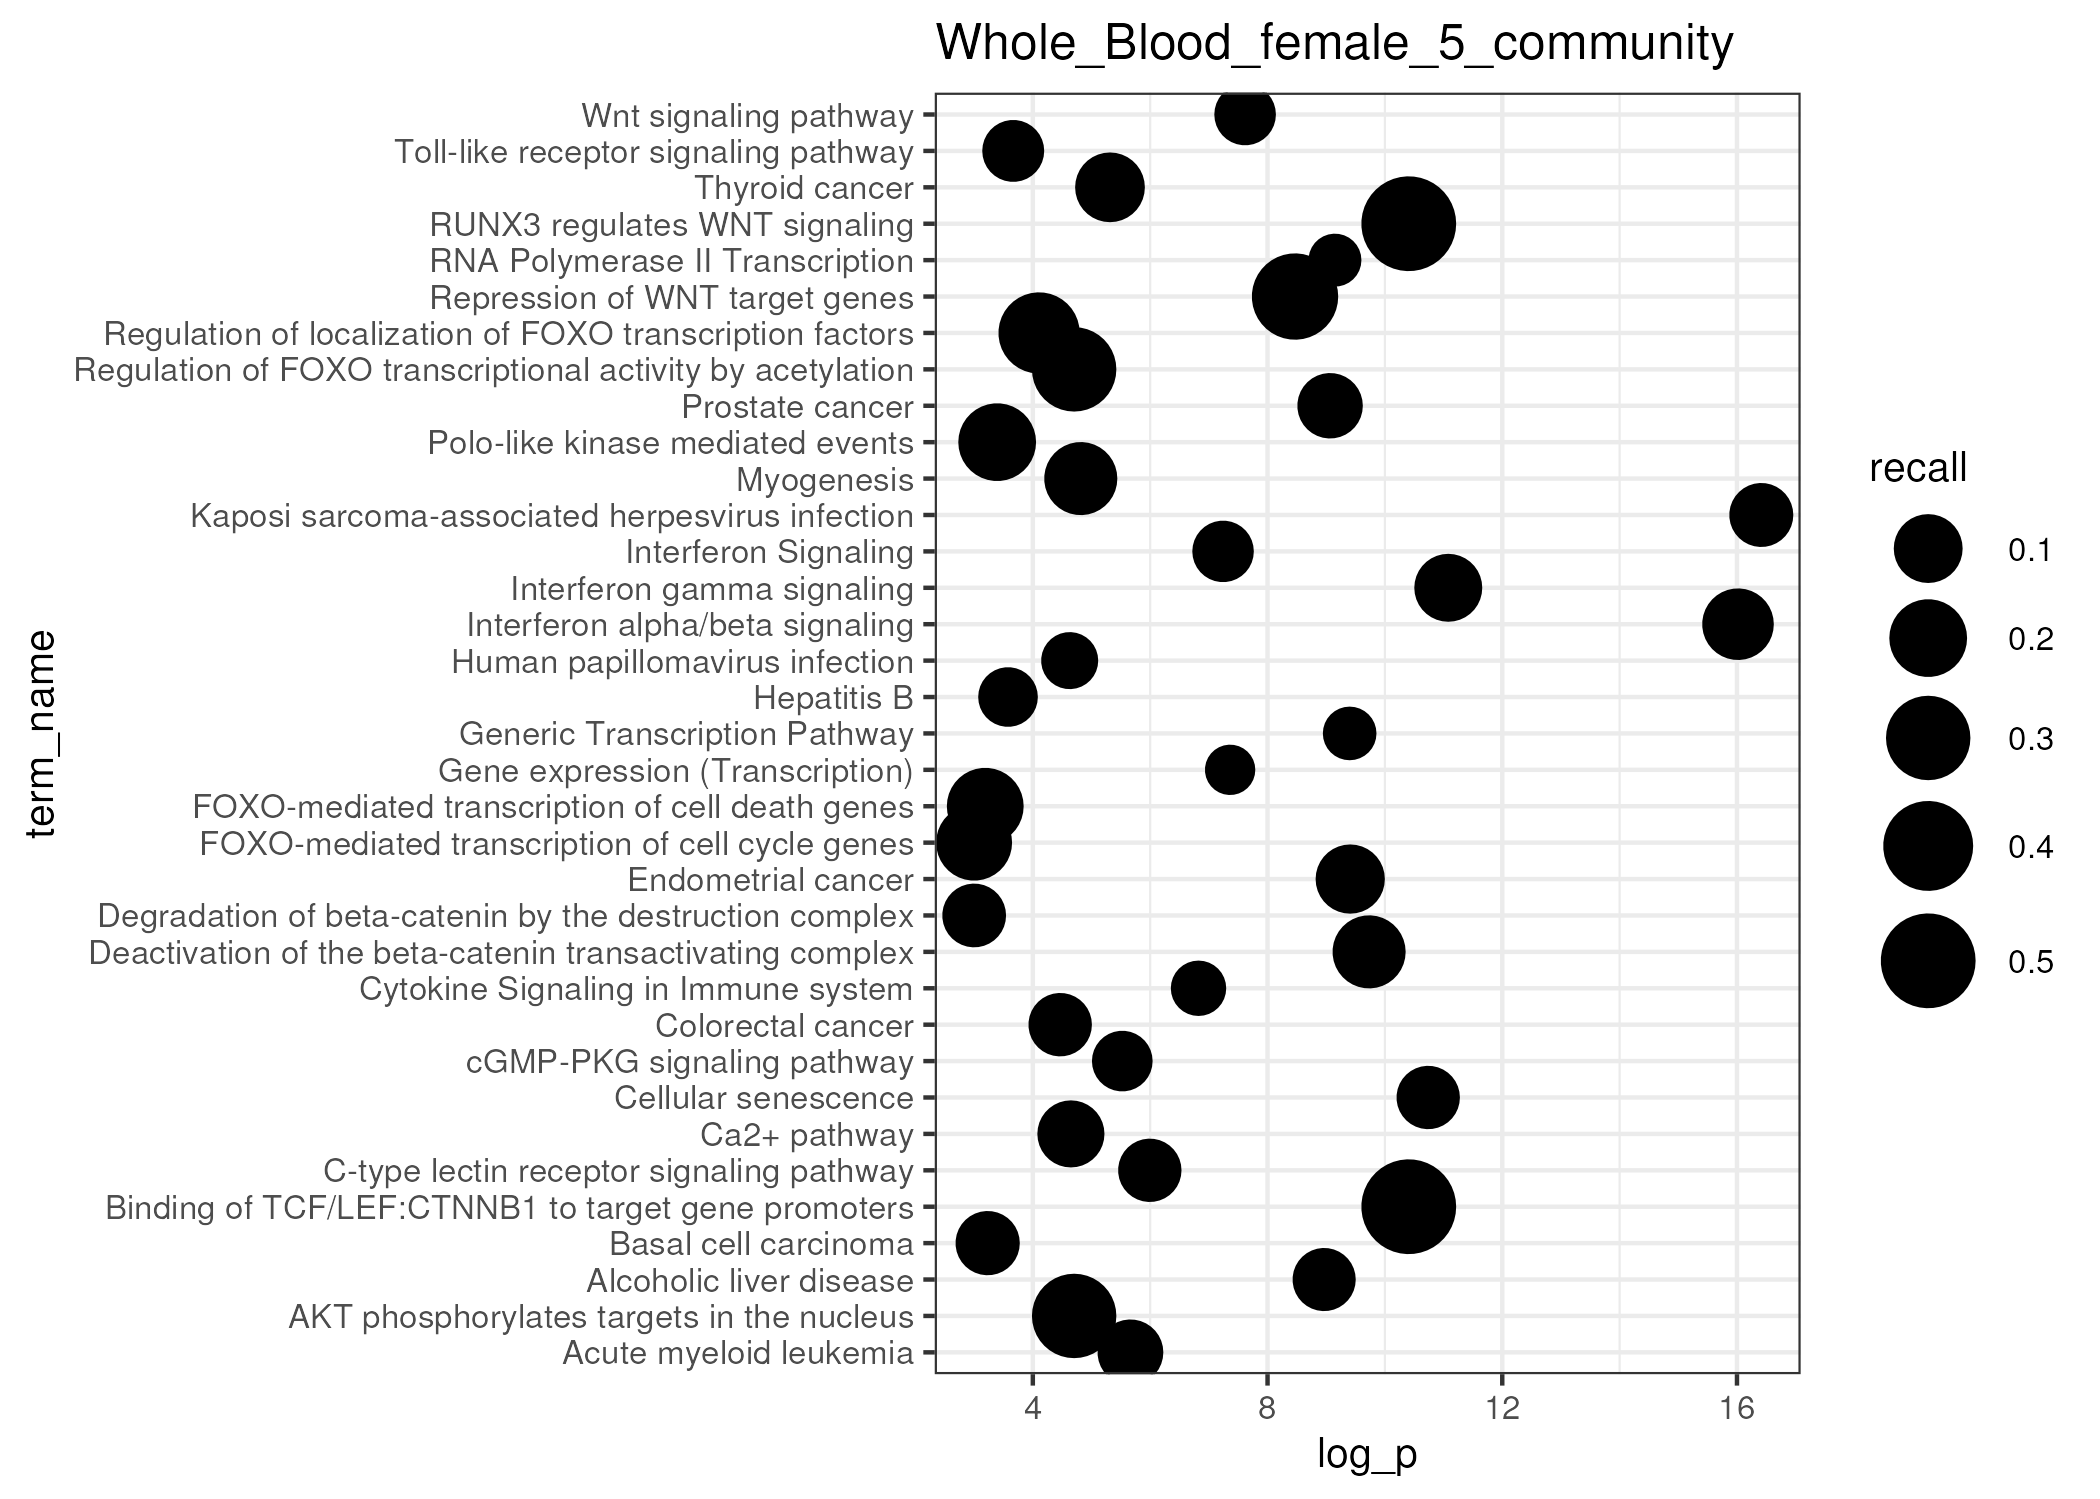 Whole_Blood_female_5_community
Wnt signaling pathway
Toll-like receptor signaling pathway
Thyroid cancer
RUNX3 regulates WNT signaling
RNA Polymerase II Transcription
Repression of WNT target genes
Regulation of localization of FOXO transcription factors
Regulation of FOXO transcriptional activity by acetylation
Prostate cancer
Polo-like kinase mediated events
Myogenesis
Kaposi sarcoma-associated herpesvirus infection
Interferon Signaling
Interferon gamma signaling
Interferon alpha/beta signaling
Human papillomavirus infection
Hepatitis B
Generic Transcription Pathway
Gene expression (Transcription)
FOXO-mediated transcription of cell death genes
FOXO-mediated transcription of cell cycle genes
Endometrial cancer
Degradation of beta-catenin by the destruction complex
Deactivation of the beta-catenin transactivating complex
Cytokine Signaling in Immune system
Colorectal cancer
cGMP-PKG signaling pathway
Cellular senescence
Ca2+ pathway
C-type lectin receptor signaling pathway
Binding of TCF/LEF:CTNNB1 to target gene promoters
Basal cell carcinoma
Alcoholic liver disease
AKT phosphorylates targets in the nucleus
Acute myeloid leukemia
term_name
4 8 12 16
log_p
recall
0.1
0.2
0.3
0.4
0.5